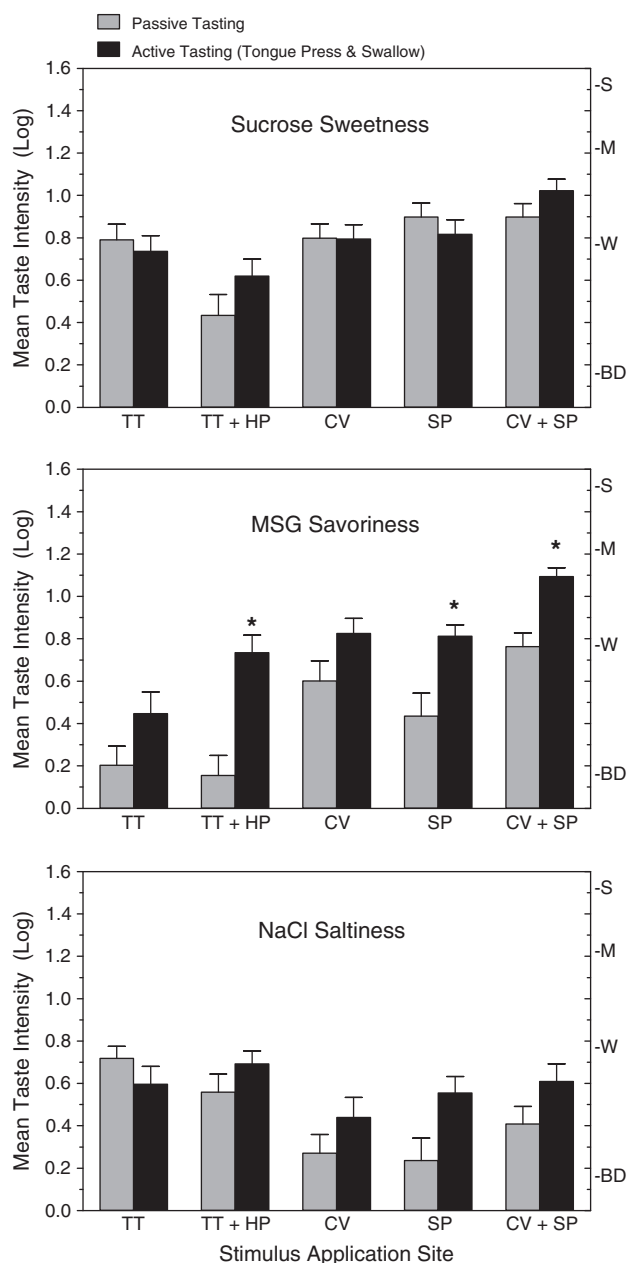 Passive Tasting
Active Tasting (Tongue Press & Swallow)
Mean Taste Intensity (Log)
1.6
1.4
1.2
1.0
0.8
0.6
0.4
0.2
0.0
Sucrose Sweetness
-S
-M
-W
-BD
TT
TT + HP
CV
SP
CV + SP
Mean Taste Intensity (Log)
1.6
1.4
1.2
1.0
0.8
0.6
0.4
0.2
0.0
MSG Savoriness
*
*
*
-S
-M
-W
-BD
TT
TT + HP
CV
SP
CV + SP
Mean Taste Intensity (Log)
1.6
1.4
1.2
1.0
0.8
0.6
0.4
0.2
0.0
NaCl Saltiness
-S
-M
-W
-BD
TT
TT + HP
CV
SP
CV + SP
Stimulus Application Site